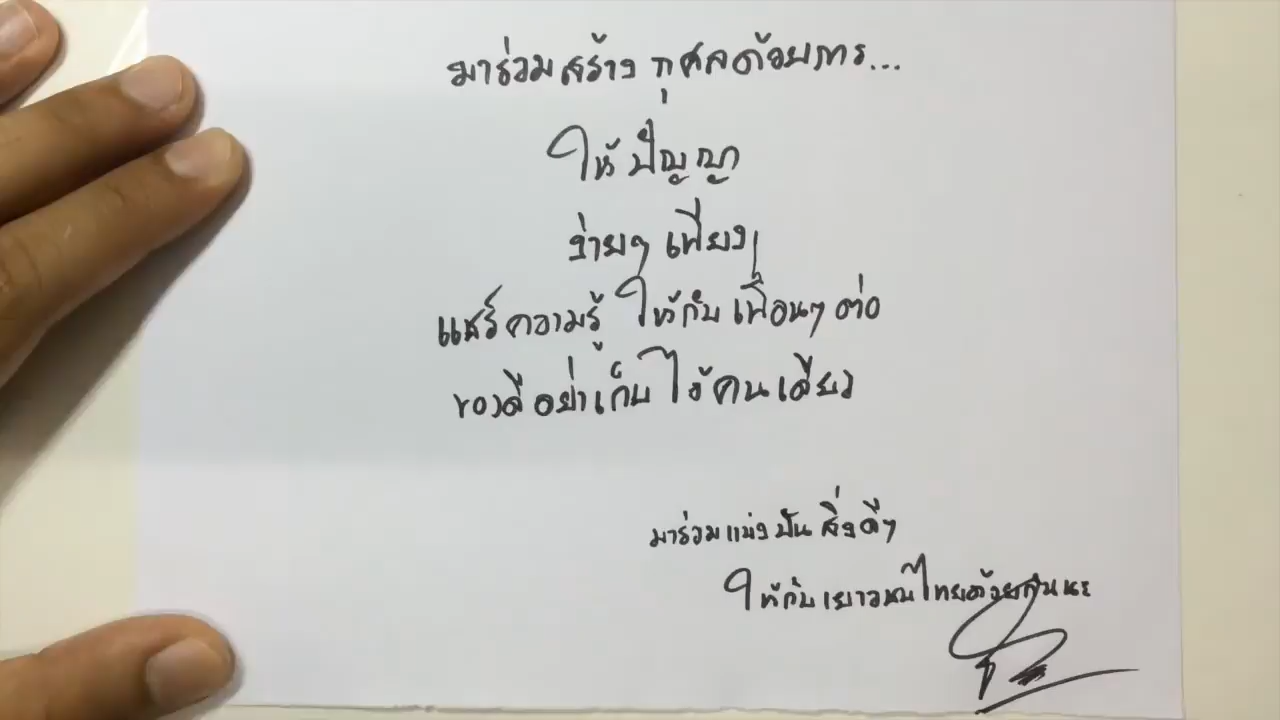 มาร่วมสร้างกุศลด้วยการ...
ให้ปัญญา
ง่ายๆ เพียงๆ
แชร์ความรู้ ให้กับเพื่อนๆ ต่อ
ของดีอย่าเก็บไว้คนเดียว
มาร่วมแบ่งปันสิ่งดีๆ
ให้กับเยาวชนไทยด้วยกันนะ